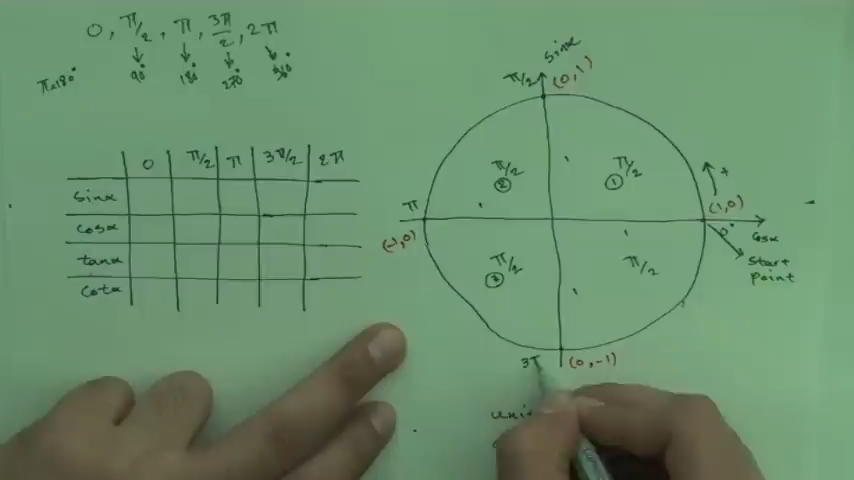 0, π/2, π, 3π/2, 2π
π=180°
90° 180° 270° 360°
0 π/2 π 3π/2 2π
sinx
cosx
tanx
cotx
sinx
π/2 (0,1)
π/2 π/2
② ①
+
π (1,0)
(-1,0) 0° cosx
start
point
π/2 π/2
③
3π (0,-1)